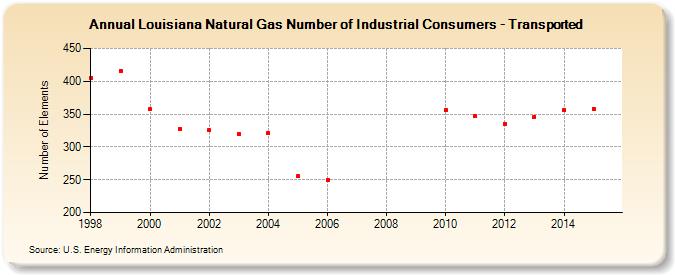 Annual Louisiana Natural Gas Number of Industrial Consumers - Transported
Number of Elements
450
400
350
300
250
200
1998 2000 2002 2004 2006 2008 2010 2012 2014
Source: U.S. Energy Information Administration